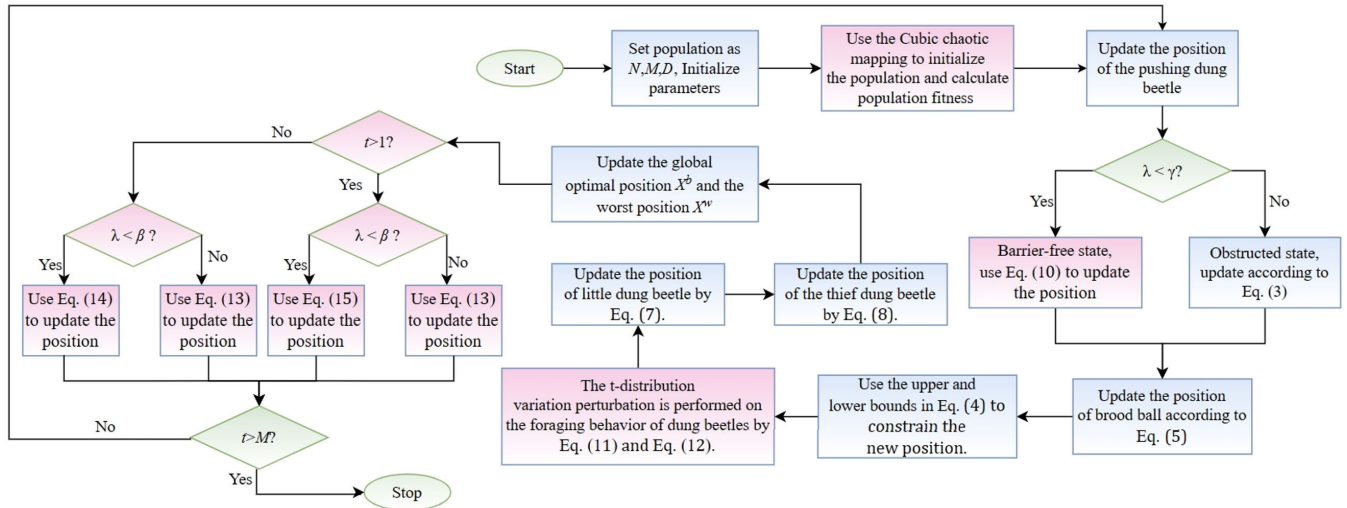 Start
Set population as
N,M,D, Initialize
parameters
Use the Cubic chaotic
mapping to initialize
the population and calculate
population fitness
Update the position
of the pushing dung
beetle
λ < γ?
Yes
No
Barrier-free state,
use Eq. (10) to update
the position
Obstructed state,
update according to
Eq. (3)
Update the position
of brood ball according to
Eq. (5)
Use the upper and
lower bounds in Eq. (4) to
constrain the
new position.
The t-distribution
variation perturbation is performed on
the foraging behavior of dung beetles by
Eq. (11) and Eq. (12).
Update the position
of little dung beetle by
Eq. (7).
Update the position
of the thief dung beetle
by Eq. (8).
Update the global
optimal position X^b and the
worst position X^w
t>1?
No
Yes
λ < β ?
Yes
No
λ < β ?
Yes
No
Use Eq. (14)
to update the
position
Use Eq. (13)
to update the
position
Use Eq. (15)
to update the
position
Use Eq. (13)
to update the
position
t>M?
No
Yes
Stop